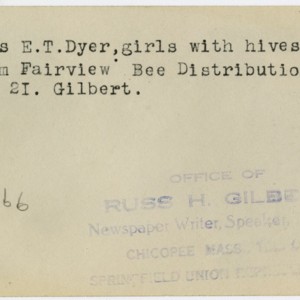 s E.T.Dyer,girls with hives
m Fairview Bee Distributio
21. Gilbert.
66
OFFICE OF
RUSS H. GILBE
Newspaper Writer, Speaker,
CHICOPEE MASS.
SPRINGFIELD UNION